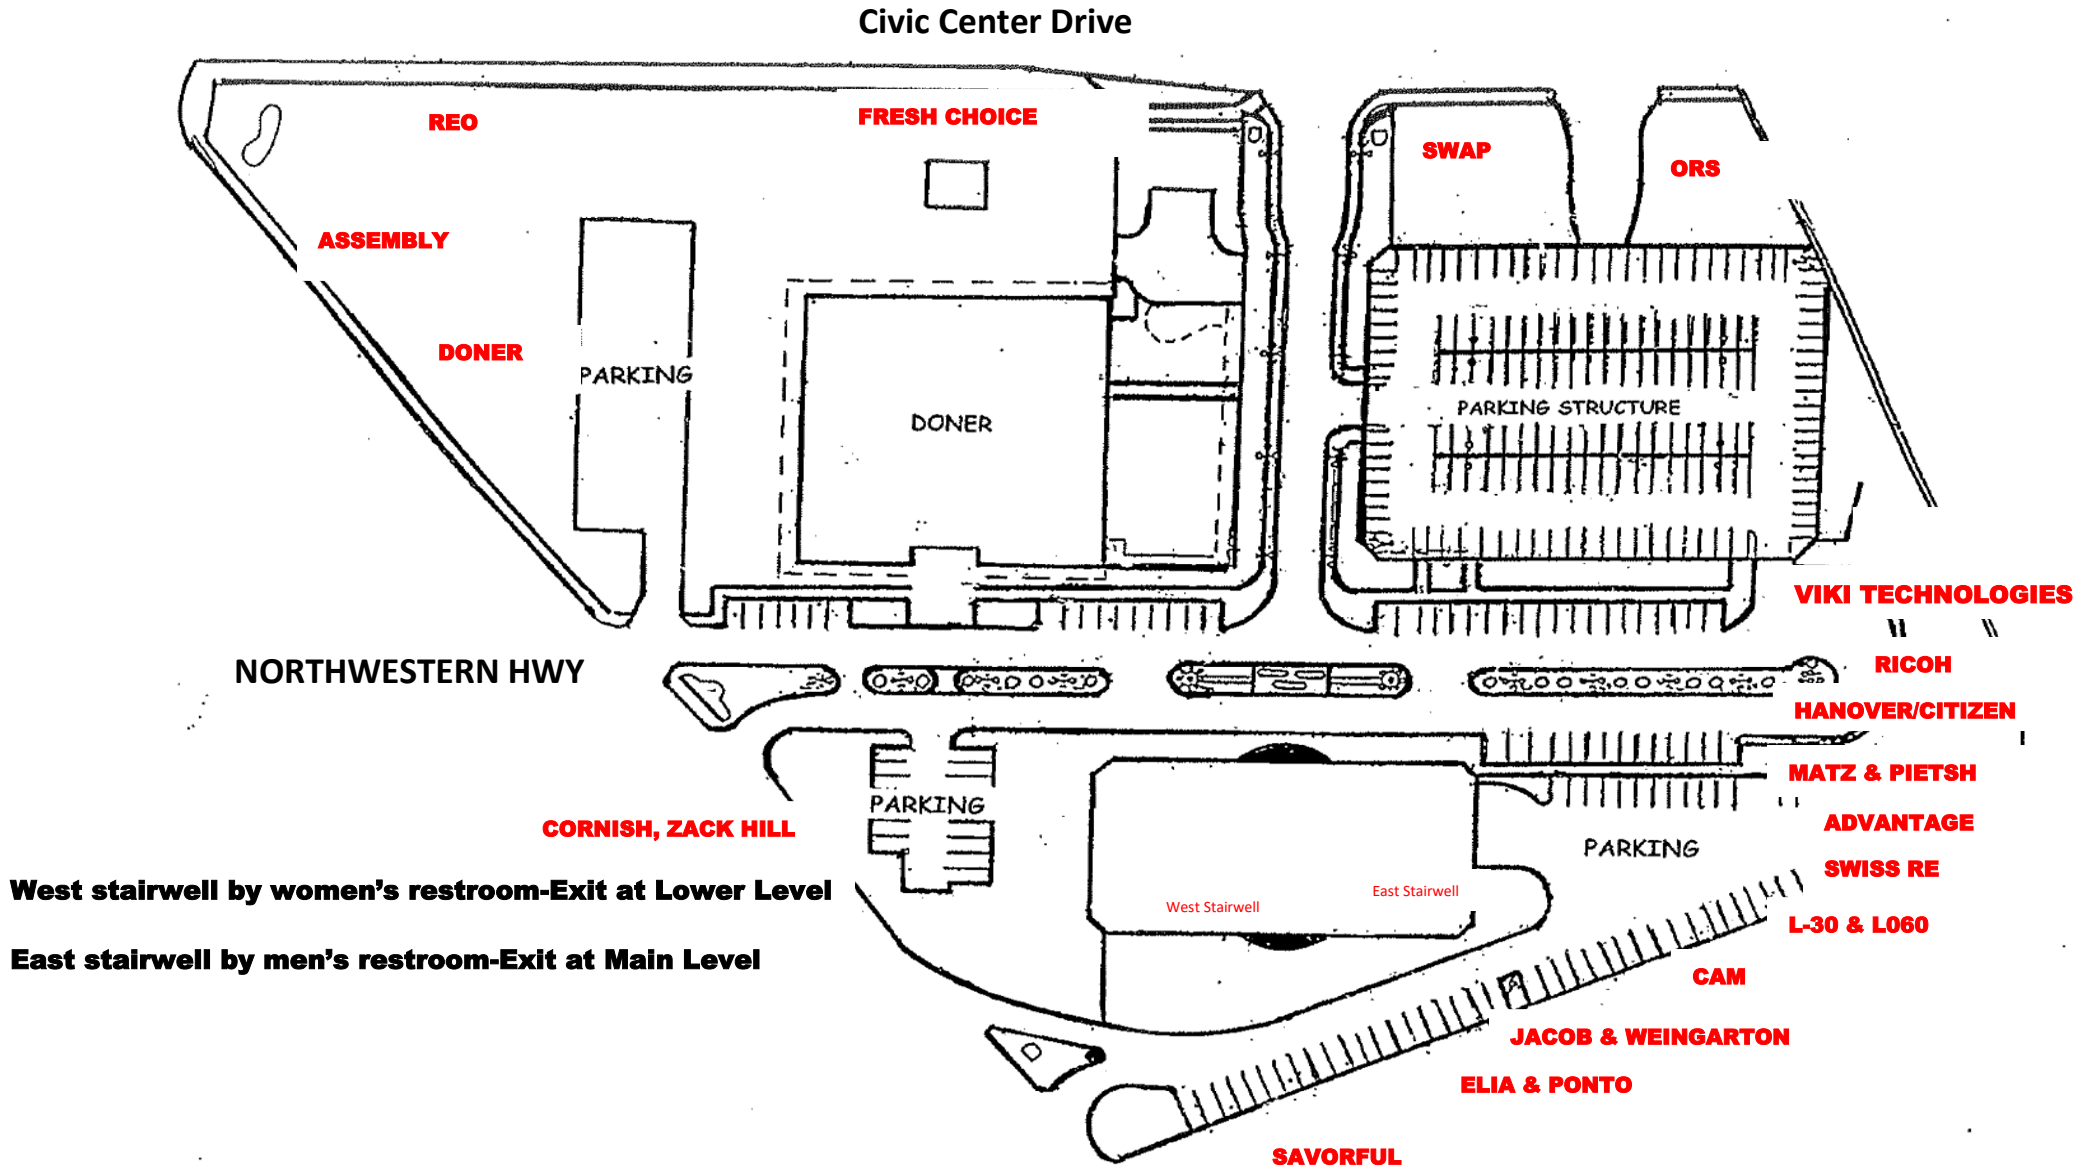 Civic Center Drive
REO
FRESH CHOICE
SWAP
ORS
ASSEMBLY
DONER
PARKING
DONER
PARKING STRUCTURE
VIKI TECHNOLOGIES
NORTHWESTERN HWY
RICOH
HANOVER/CITIZEN
MATZ & PIETSH
PARKING
CORNISH, ZACK HILL
ADVANTAGE
PARKING
SWISS RE
West stairwell by women’s restroom-Exit at Lower Level
East Stairwell
West Stairwell
L-30 & L060
East stairwell by men’s restroom-Exit at Main Level
CAM
JACOB & WEINGARTON
ELIA & PONTO
SAVORFUL